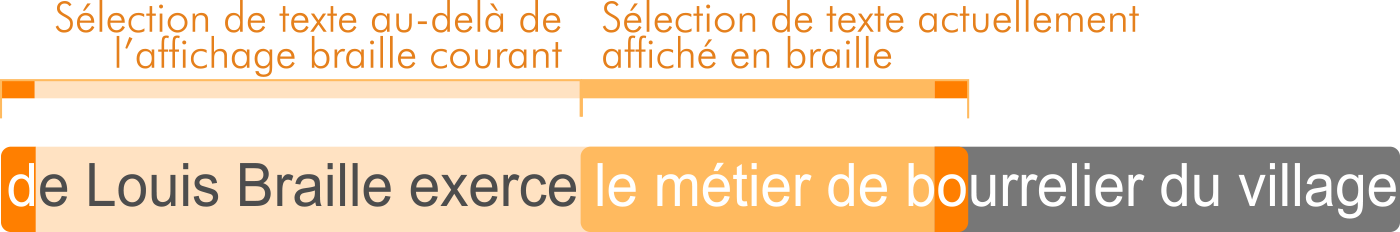 Sélection de texte au-delà de
l’affichage braille courant
Sélection de texte actuellement
affiché en braille
de Louis Braille exerce le métier de bourrelier du village